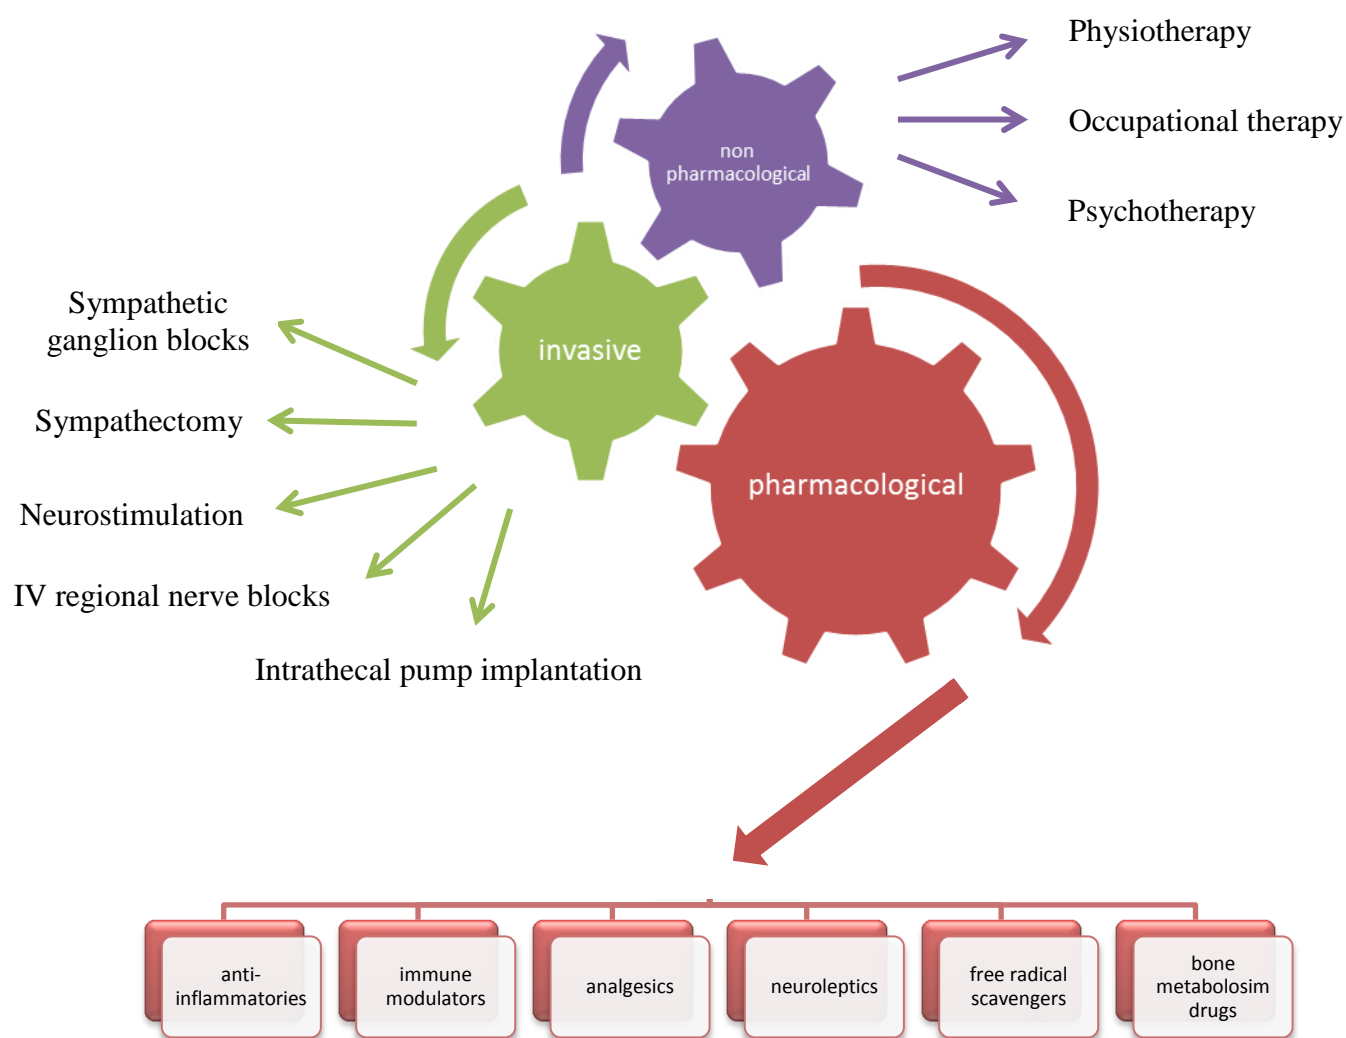 Physiotherapy
Occupational therapy
Psychotherapy
non
pharmacological
Sympathetic
ganglion blocks
Sympathectomy
Neurostimulation
IV regional nerve blocks
Intrathecal pump implantation
invasive
pharmacological
anti-
inflammatories
immune
modulators
analgesics
neuroleptics
free radical
scavengers
bone
metabolosim
drugs